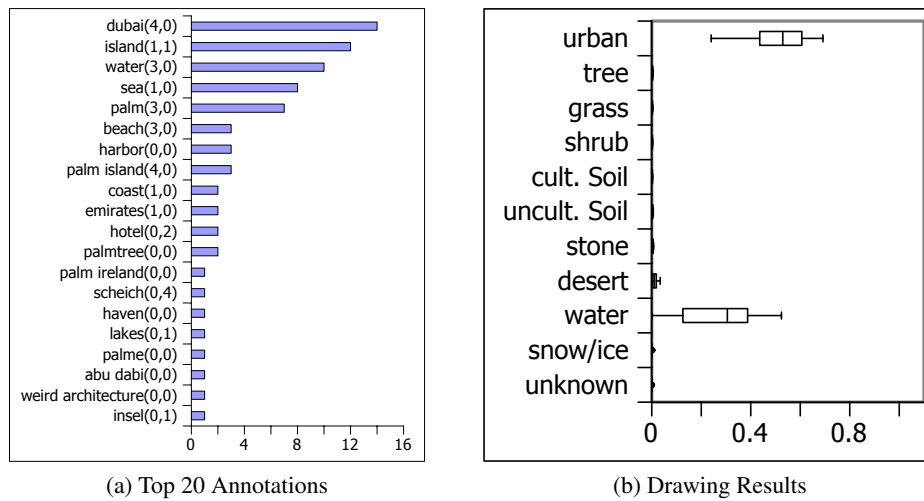 dubai(4,0)
island(1,1)
water(3,0)
sea(1,0)
palm(3,0)
beach(3,0)
harbor(0,0)
palm island(4,0)
coast(1,0)
emirates(1,0)
hotel(0,2)
palmtree(0,0)
palm ireland(0,0)
scheich(0,4)
haven(0,0)
lakes(0,1)
palme(0,0)
abu dabi(0,0)
weird architecture(0,0)
insel(0,1)
0 4 8 12 16
(a) Top 20 Annotations
urban
tree
grass
shrub
cult. Soil
uncult. Soil
stone
desert
water
snow/ice
unknown
0 0.4 0.8
(b) Drawing Results